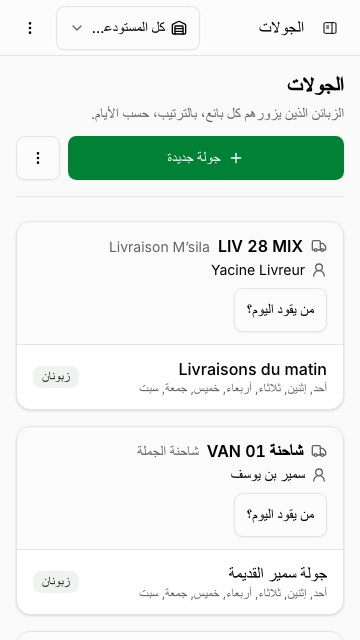 الجولات
كل المستودعـ...
الجولات
الزبائن الذين يزورهم كل بائع، بالترتيب، حسب الأيام.
جولة جديدة
LIV 28 MIX Livraison M’sila
Yacine Livreur
من يقود اليوم؟
Livraisons du matin
زبونان
أحد, إثنين, ثلاثاء, أربعاء, خميس, جمعة, سبت
شاحنة VAN 01 شاحنة الجملة
سمير بن يوسف
من يقود اليوم؟
جولة سمير القديمة
زبونان
أحد, إثنين, ثلاثاء, أربعاء, خميس, جمعة, سبت